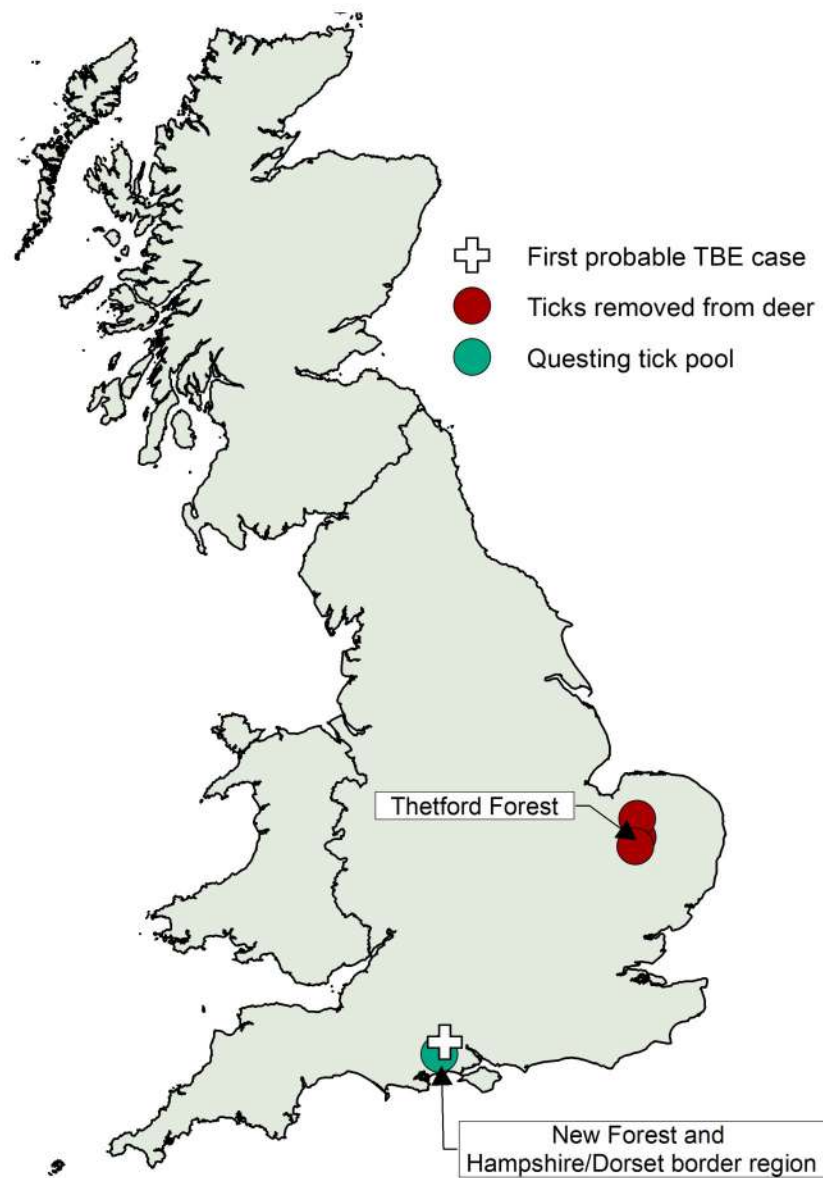 First probable TBE case
Ticks removed from deer
Questing tick pool
Thetford Forest
New Forest and
Hampshire/Dorset border region